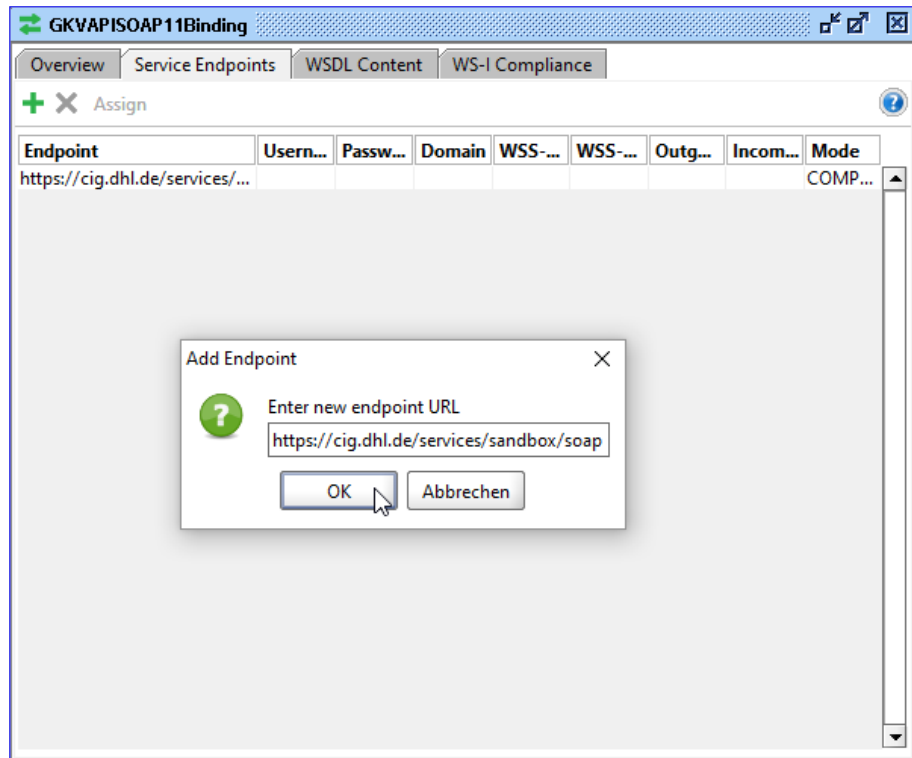 GKVAPISOAP11Binding
Overview Service Endpoints WSDL Content WS-I Compliance
Assign ?
Endpoint Usern... Passw... Domain WSS-... WSS-... Outg... Incom... Mode
https://cig.dhl.de/services/... COMP...
Add Endpoint
? Enter new endpoint URL
https://cig.dhl.de/services/sandbox/soap
OK Abbrechen